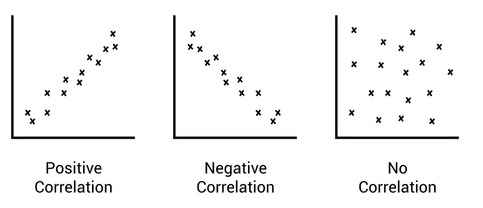 Positive
Correlation
Negative
Correlation
No
Correlation